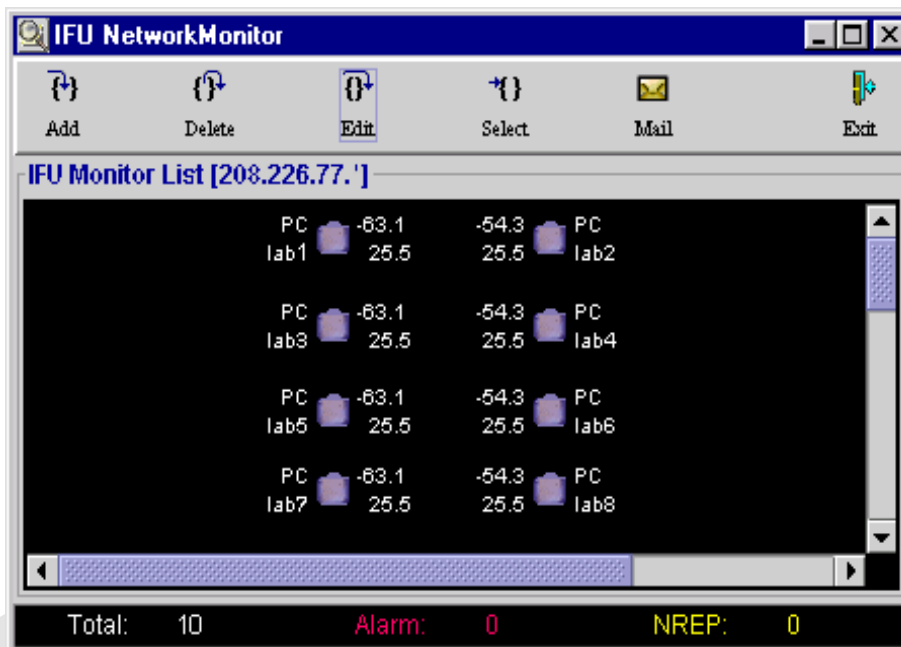 IFU NetworkMonitor
Add Delete Edit Select Mail Exit
IFU Monitor List [208.226.77.']
PC -63.1 -54.3 PC
lab1 25.5 25.5 lab2
PC -63.1 -54.3 PC
lab3 25.5 25.5 lab4
PC -63.1 -54.3 PC
lab5 25.5 25.5 lab6
PC -63.1 -54.3 PC
lab7 25.5 25.5 lab8
Total: 10 Alarm: 0 NREP: 0